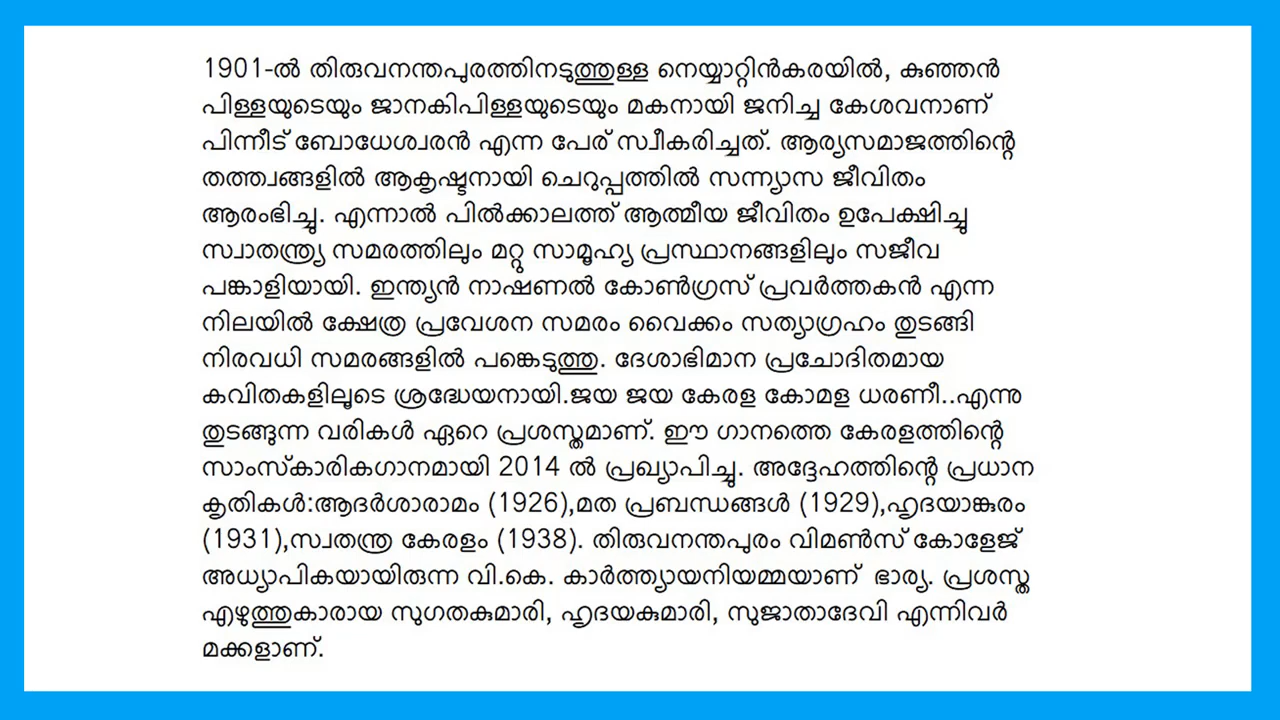 1901-ൽ തിരുവനന്തപുരത്തിനടുത്തുള്ള നെയ്യാറ്റിൻകരയിൽ, കുഞ്ഞൻ
പിള്ളയുടെയും ജാനകിപിള്ളയുടെയും മകനായി ജനിച്ച കേശവനാണ്
പിന്നീട് ബോധേശ്വരൻ എന്ന പേര് സ്വീകരിച്ചത്. ആര്യസമാജത്തിന്റെ
തത്ത്വങ്ങളിൽ ആകൃഷ്ടനായി ചെറുപ്പത്തിൽ സന്ന്യാസ ജീവിതം
ആരംഭിച്ചു. എന്നാൽ പിൽക്കാലത്ത് ആത്മീയ ജീവിതം ഉപേക്ഷിച്ചു
സ്വാതന്ത്ര്യ സമരത്തിലും മറ്റു സാമൂഹ്യ പ്രസ്ഥാനങ്ങളിലും സജീവ
പങ്കാളിയായി. ഇന്ത്യൻ നാഷണൽ കോൺഗ്രസ് പ്രവർത്തകൻ എന്ന
നിലയിൽ ക്ഷേത്ര പ്രവേശന സമരം വൈക്കം സത്യാഗ്രഹം തുടങ്ങി
നിരവധി സമരങ്ങളിൽ പങ്കെടുത്തു. ദേശാഭിമാന പ്രചോദിതമായ
കവിതകളിലൂടെ ശ്രദ്ധേയനായി.ജയ ജയ കേരള കോമള ധരണീ..എന്നു
തുടങ്ങുന്ന വരികൾ ഏറെ പ്രശസ്തമാണ്. ഈ ഗാനത്തെ കേരളത്തിന്റെ
സാംസ്കാരികഗാനമായി 2014 ൽ പ്രഖ്യാപിച്ചു. അദ്ദേഹത്തിന്റെ പ്രധാന
കൃതികൾ:ആദർശാരാമം (1926),മത പ്രബന്ധങ്ങൾ (1929),ഹൃദയാങ്കുരം
(1931),സ്വതന്ത്ര കേരളം (1938). തിരുവനന്തപുരം വിമൺസ് കോളേജ്
അധ്യാപികയായിരുന്ന വി.കെ. കാർത്ത്യായനിയമ്മയാണ് ഭാര്യ. പ്രശസ്ത
എഴുത്തുകാരായ സുഗതകുമാരി, ഹൃദയകുമാരി, സുജാതാദേവി എന്നിവർ
മക്കളാണ്.